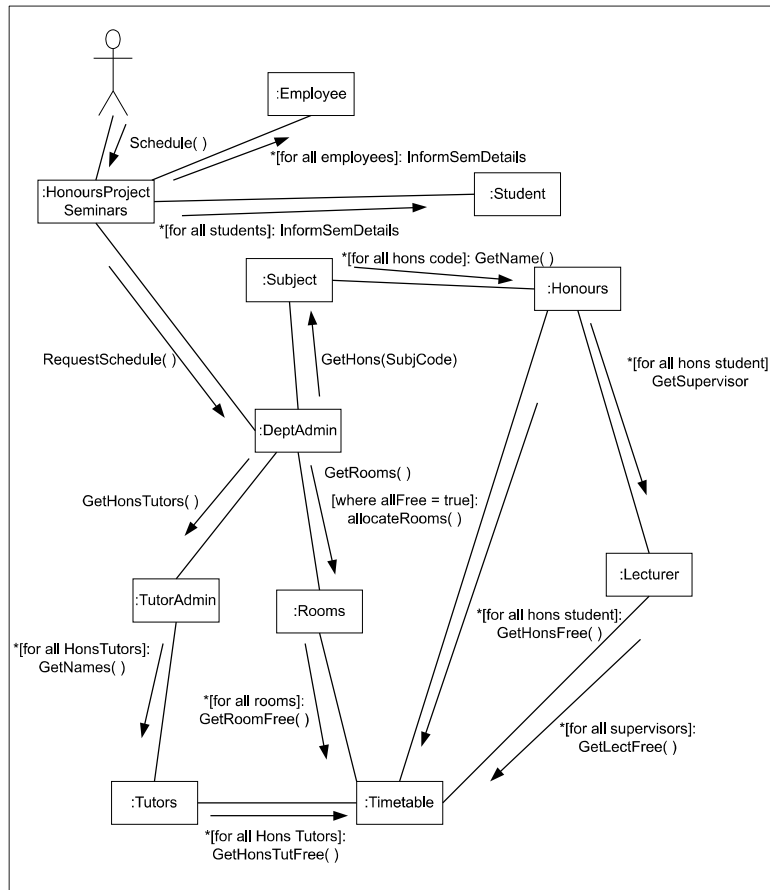 :Employee
Schedule( )
*[for all employees]: InformSemDetails
:HonoursProject
Seminars
:Student
*[for all students]: InformSemDetails
*[for all hons code]: GetName( )
:Subject
:Honours
RequestSchedule( )
GetHons(SubjCode)
*[for all hons student]
GetSupervisor
:DeptAdmin
GetRooms( )
GetHonsTutors( )
[where allFree = true]:
allocateRooms( )
:Lecturer
:TutorAdmin
:Rooms
*[for all hons student]:
GetHonsFree( )
*[for all HonsTutors]:
GetNames( )
*[for all rooms]:
GetRoomFree( )
*[for all supervisors]:
GetLectFree( )
:Tutors
:Timetable
*[for all Hons Tutors]:
GetHonsTutFree( )